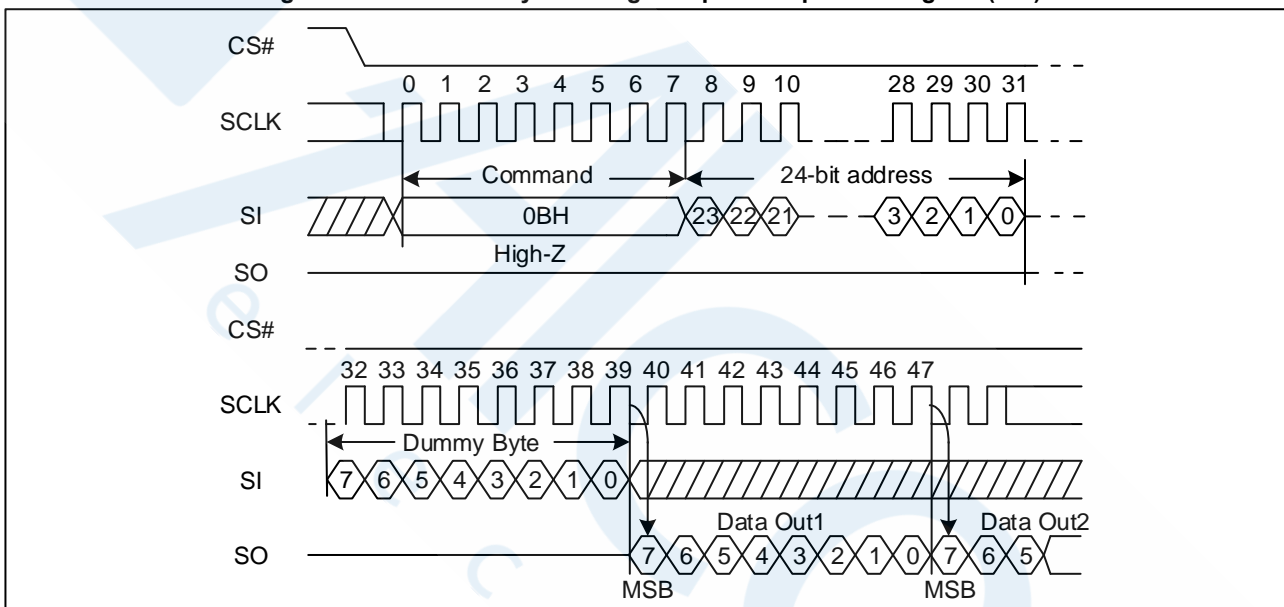 CS#
0 1 2 3 4 5 6 7 8 9 10 28 29 30 31
SCLK
Command 24-bit address
SI 0BH 23 22 21 3 2 1 0
High-Z
SO
CS#
32 33 34 35 36 37 38 39 40 41 42 43 44 45 46 47
SCLK
Dummy Byte
SI 7 6 5 4 3 2 1 0
Data Out1 Data Out2
SO 7 6 5 4 3 2 1 0 7 6 5
MSB MSB